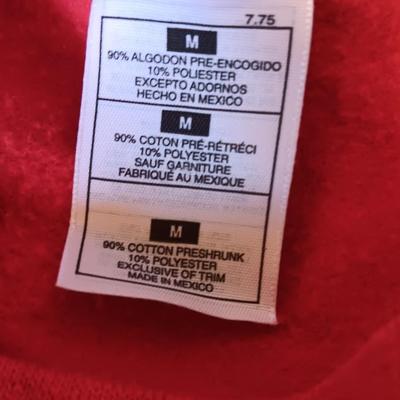 7.75
M
90% ALGODON PRE-ENCOGIDO
10% POLIESTER
EXCEPTO ADORNOS
HECHO EN MEXICO
M
90% COTON PRÉ-RÉTRÉCI
10% POLYESTER
SAUF GARNITURE
FABRIQUÉ AU MEXIQUE
M
90% COTTON PRESHRUNK
10% POLYESTER
EXCLUSIVE OF TRIM
MADE IN MEXICO